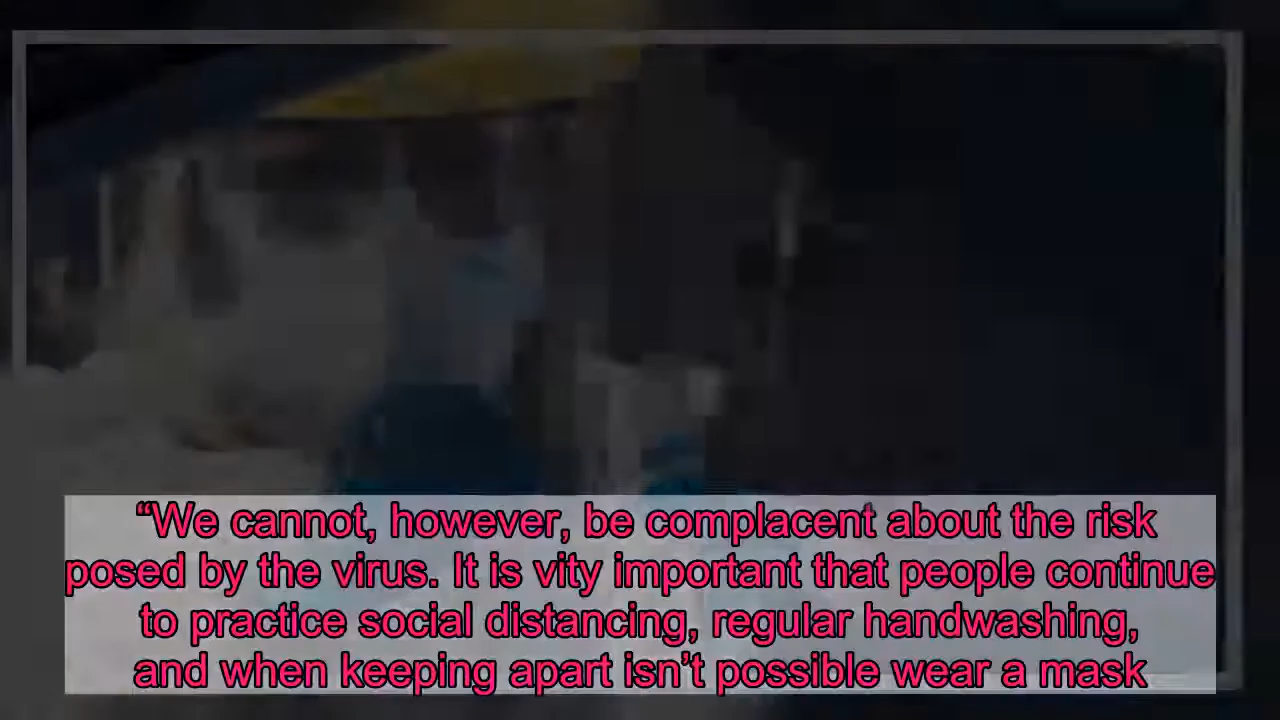 “We cannot, however, be complacent about the risk
posed by the virus. It is vity important that people continue
to practice social distancing, regular handwashing,
and when keeping apart isn’t possible wear a mask